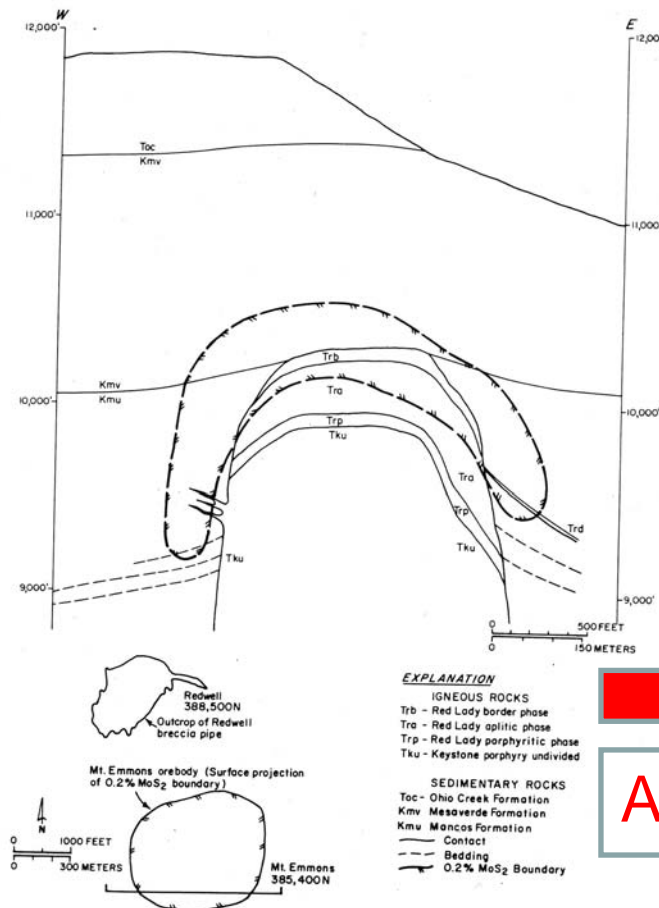 W
E
12,000'
12,000
Toc
Kmv
11,000'
11,000
Trb
Kmv
Kmu
Tra
10,000'
10,000'
Trp
Tku
Tra
Trp
Trd
Tku
Tku
9,000'
9,000'
0 500 FEET
0 150 METERS
Redwell
388,500N
Outcrop of Redwell
breccia pipe
Mt. Emmons orebody (Surface projection
of 0.2% MoS2 boundary)
N
0 1000 FEET
0 300 METERS
Mt. Emmons
385,400N
EXPLANATION
IGNEOUS ROCKS
Trb - Red Lady border phase
Tra - Red Lady aplitic phase
Trp - Red Lady porphyritic phase
Tku - Keystone porphyry undivided
SEDIMENTARY ROCKS
Toc - Ohio Creek Formation
Kmv Mesaverde Formation
Kmu Mancos Formation
Contact
Bedding
0.2% MoS2 Boundary
A